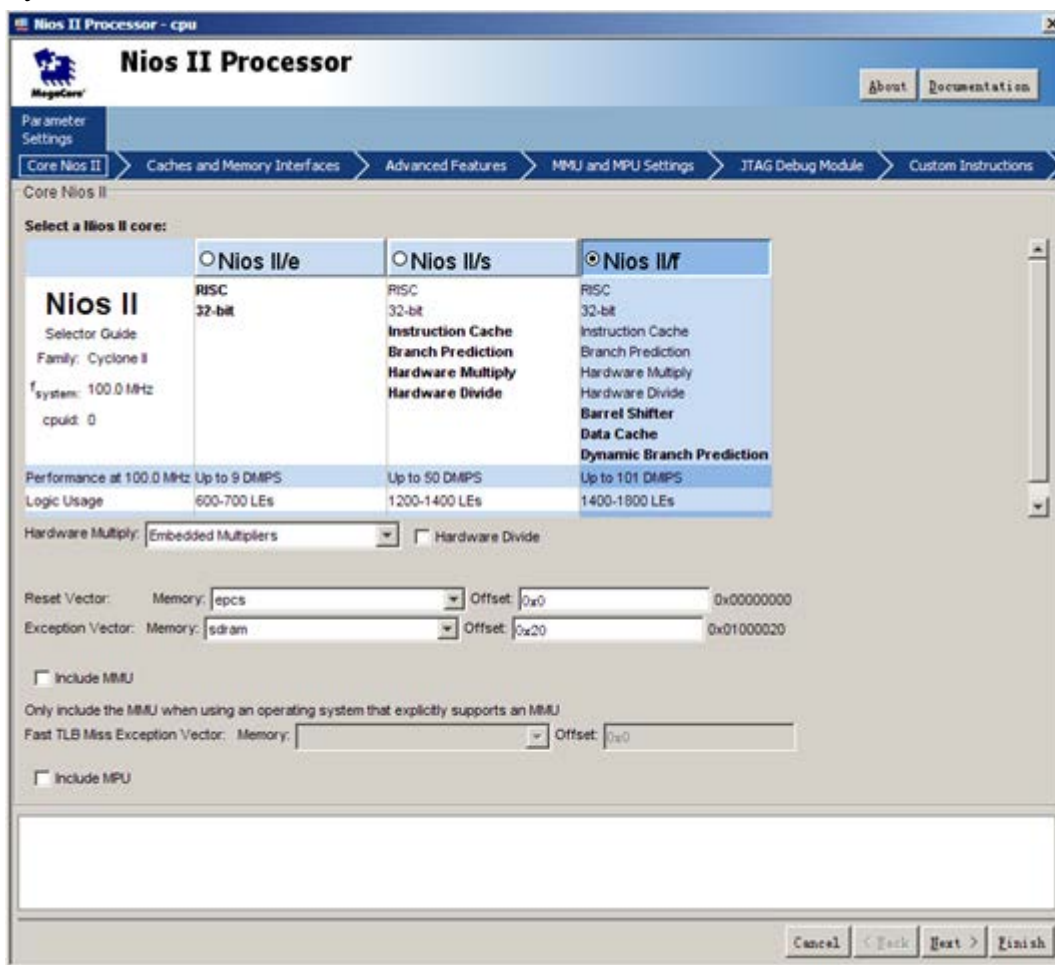 Nios II Processor - cpu
MegaCore'
Nios II Processor
About
Documentation
Parameter
Settings
Core Nios II
Caches and Memory Interfaces
Advanced Features
MMU and MPU Settings
JTAG Debug Module
Custom Instructions
Core Nios II
Select a Nios II core:
Nios II/e
Nios II/s
Nios II/f
Nios II
Selector Guide
Family: Cyclone II
fsystem: 100.0 MHz
cpuid: 0
RISC
32-bit
RISC
32-bit
Instruction Cache
Branch Prediction
Hardware Multiply
Hardware Divide
RISC
32-bit
Instruction Cache
Branch Prediction
Hardware Multiply
Hardware Divide
Barrel Shifter
Data Cache
Dynamic Branch Prediction
Performance at 100.0 MHz Up to 9 DMIPS Up to 50 DMIPS Up to 101 DMIPS
Logic Usage 600-700 LEs 1200-1400 LEs 1400-1800 LEs
Hardware Multiply: Embedded Multipliers Hardware Divide
Reset Vector: Memory: epcs Offset: 0x0 0x00000000
Exception Vector: Memory: sdram Offset: 0x20 0x01000020
Include MMU
Only include the MMU when using an operating system that explicitly supports an MMU
Fast TLB Miss Exception Vector: Memory: Offset: 0x0
Include MPU
Cancel < Back Next > Finish